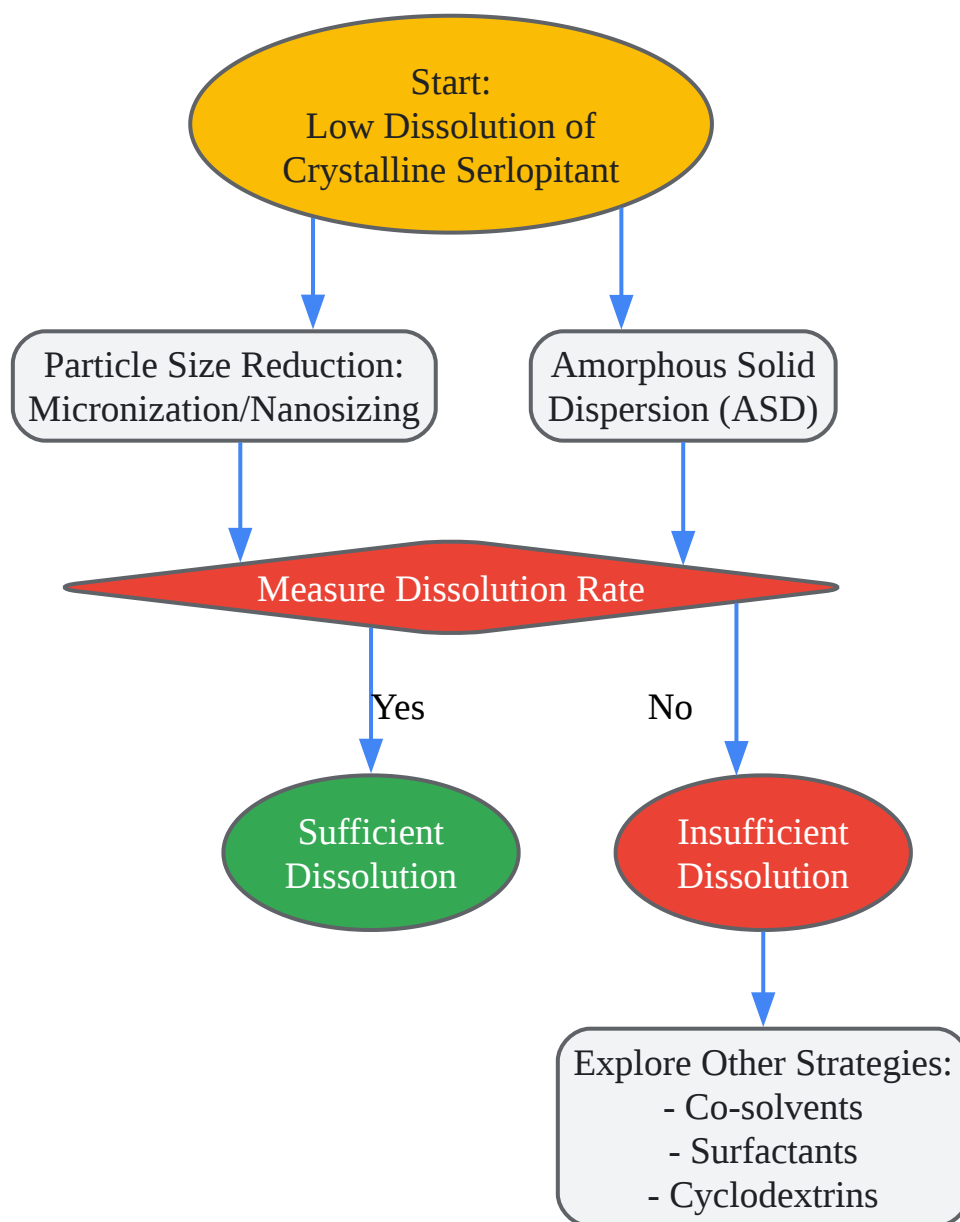 Start:
Low Dissolution of
Crystalline Serlopitant
Particle Size Reduction:
Micronization/Nanosizing
Amorphous Solid
Dispersion (ASD)
Measure Dissolution Rate
Yes
No
Sufficient
Dissolution
Insufficient
Dissolution
Explore Other Strategies:
- Co-solvents
- Surfactants
- Cyclodextrins